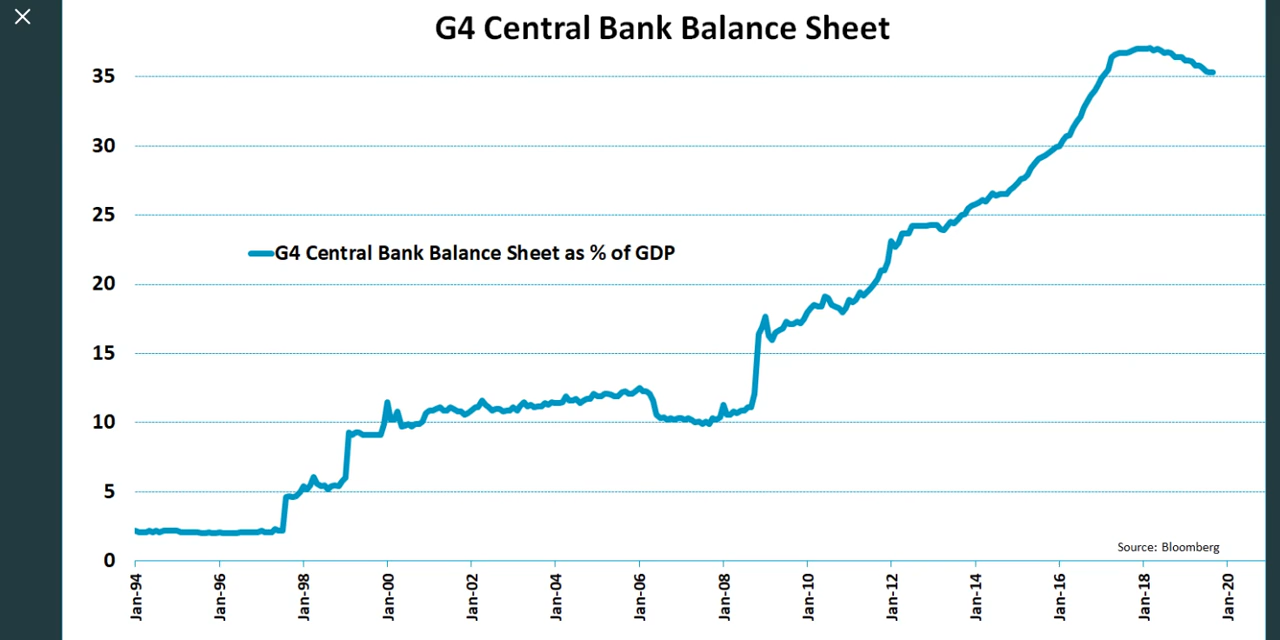 G4 Central Bank Balance Sheet
35
30
25
G4 Central Bank Balance Sheet as % of GDP
20
15
10
5
Source: Bloomberg
0
Jan-94
Jan-96
Jan-98
Jan-00
Jan-02
Jan-04
Jan-06
Jan-08
Jan-10
Jan-12
Jan-14
Jan-16
Jan-18
Jan-20